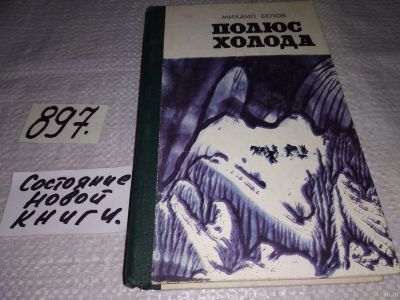 МИХАИЛ БЕЛОВ
ПОЛЮС
ХОЛОДА
897.
Состояние
новой
книги.